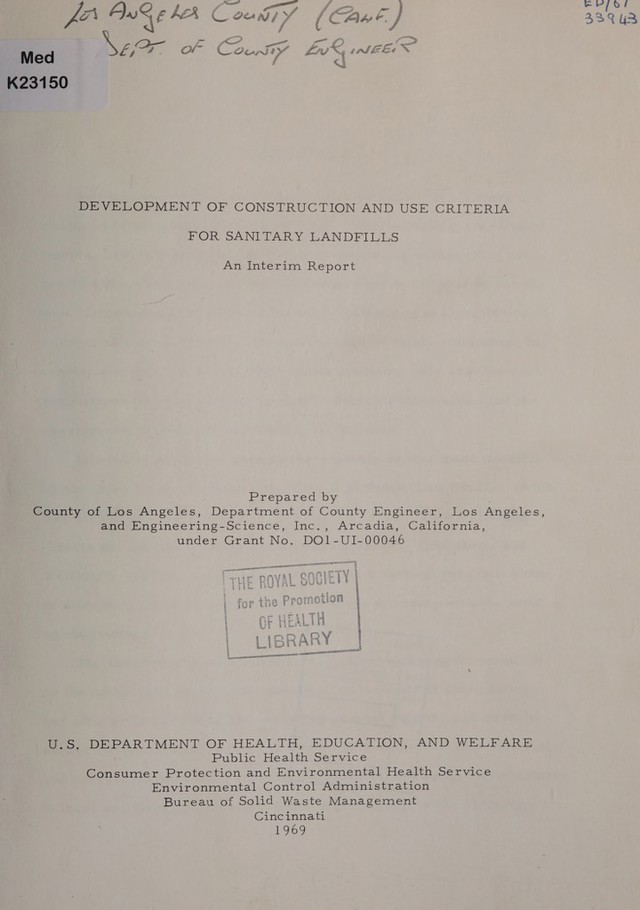 Los Angeles County (Calif.)
Dept. of County Engineer
ED/67
33943
Med
K23150
DEVELOPMENT OF CONSTRUCTION AND USE CRITERIA
FOR SANITARY LANDFILLS
An Interim Report
Prepared by
County of Los Angeles, Department of County Engineer, Los Angeles,
and Engineering-Science, Inc., Arcadia, California,
under Grant No. DO1-UI-00046
THE ROYAL SOCIETY
for the Promotion
OF HEALTH
LIBRARY
U.S. DEPARTMENT OF HEALTH, EDUCATION, AND WELFARE
Public Health Service
Consumer Protection and Environmental Health Service
Environmental Control Administration
Bureau of Solid Waste Management
Cincinnati
1969